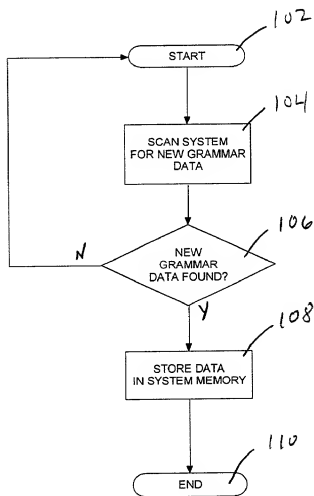 102
START
104
SCAN SYSTEM
FOR NEW GRAMMAR
DATA
106
N
NEW
GRAMMAR
DATA FOUND?
Y
108
STORE DATA
IN SYSTEM MEMORY
110
END